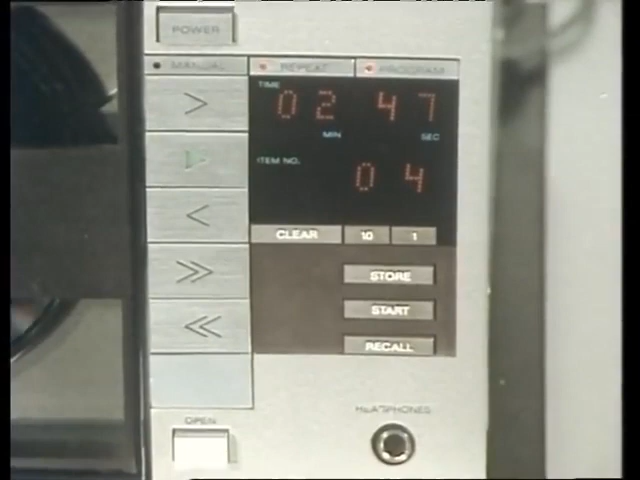 POWER
MANUAL REPEAT PROGRAM
TIME
02 47
MIN SEC
ITEM NO.
04
CLEAR 10 1
STORE
START
RECALL
OPEN
HEADPHONES